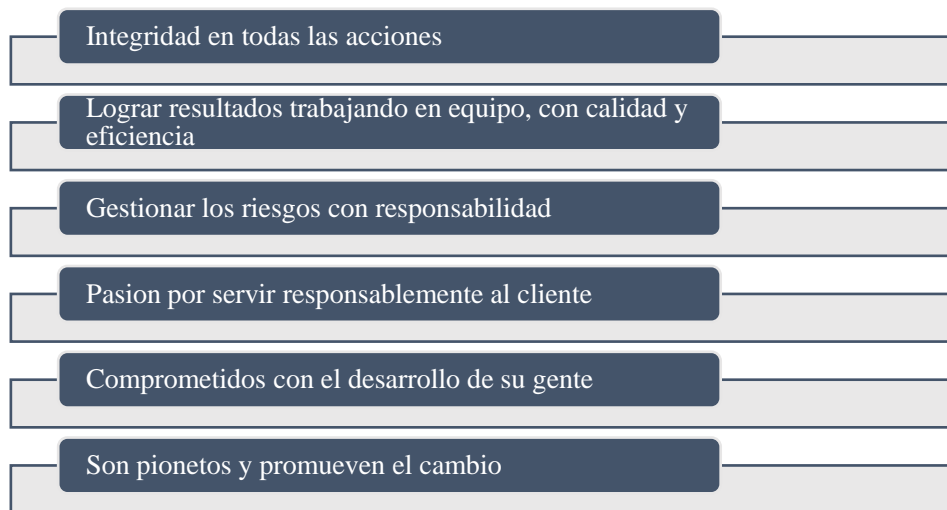 Integridad en todas las acciones
Lograr resultados trabajando en equipo, con calidad y
eficiencia
Gestionar los riesgos con responsabilidad
Pasion por servir responsablemente al cliente
Comprometidos con el desarrollo de su gente
Son pionetos y promueven el cambio